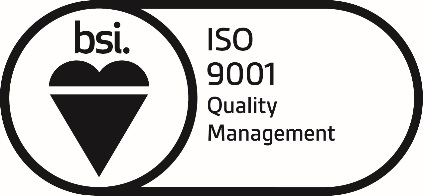 bsi.
ISO
9001
Quality
Management